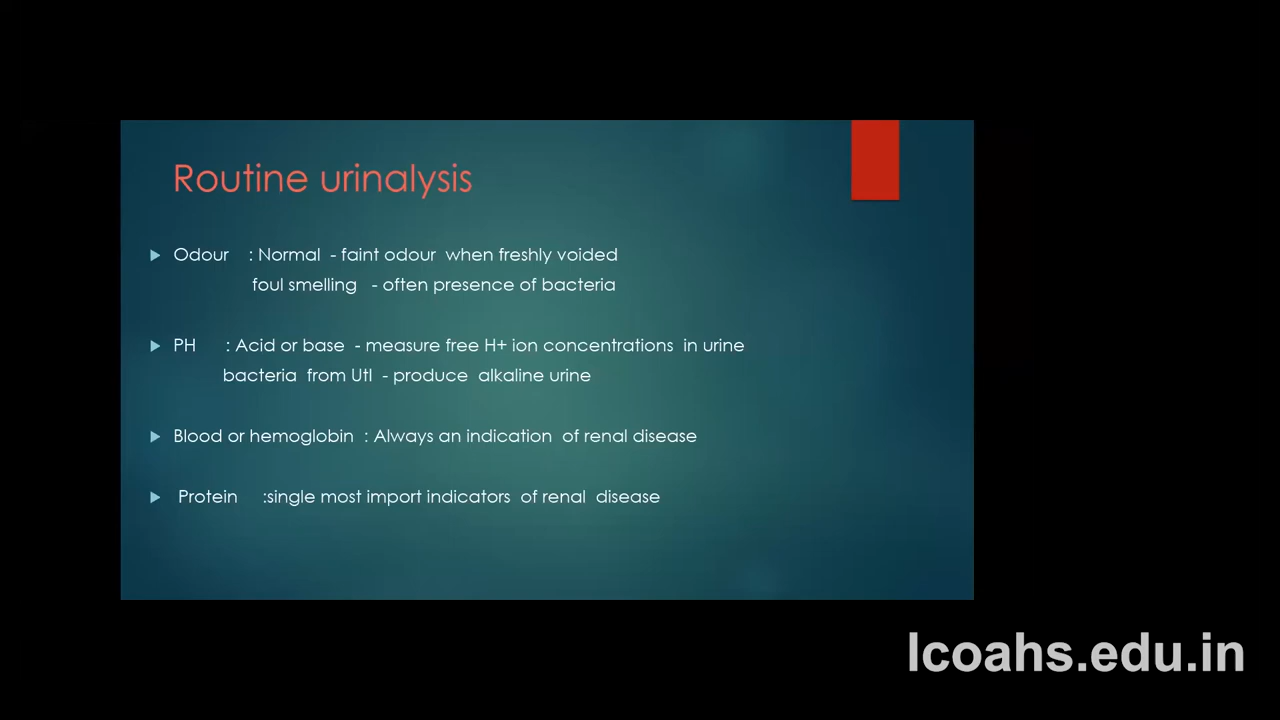 Routine urinalysis
Odour : Normal - faint odour when freshly voided
foul smelling - often presence of bacteria
PH : Acid or base - measure free H+ ion concentrations in urine
bacteria from UtI - produce alkaline urine
Blood or hemoglobin : Always an indication of renal disease
Protein :single most import indicators of renal disease
lcoahs.edu.in